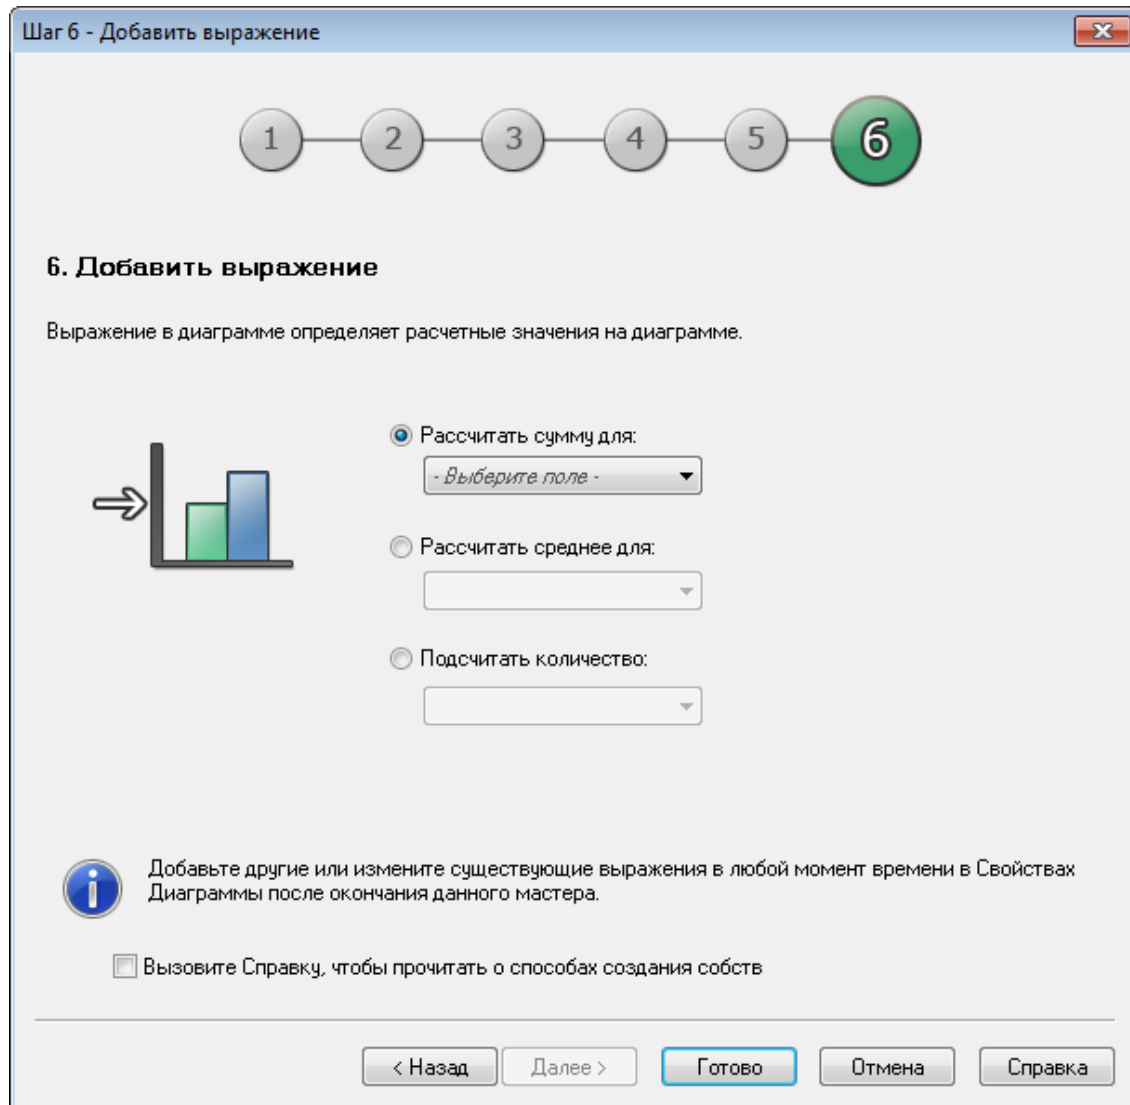 Шаг 6 - Добавить выражение
1 2 3 4 5 6
6. Добавить выражение
Выражение в диаграмме определяет расчетные значения на диаграмме.
Рассчитать сумму для:
- Выберите поле -
Рассчитать среднее для:
Подсчитать количество:
Добавьте другие или измените существующие выражения в любой момент времени в Свойствах
Диаграммы после окончания данного мастера.
Вызовите Справку, чтобы прочитать о способах создания собств
< Назад Далее > Готово Отмена Справка